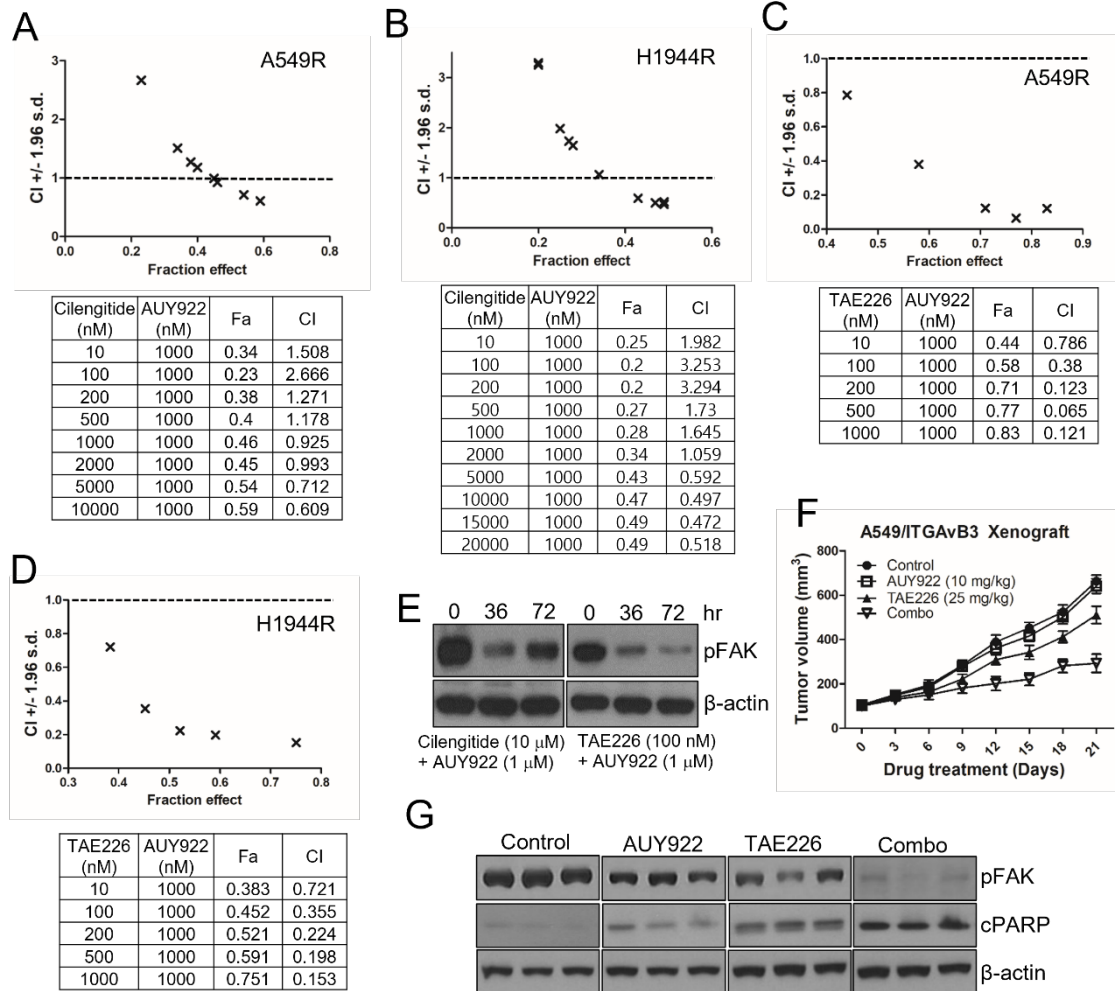 A
A549R
CI +/- 1.96 s.d.
3
2
1
0
0.0 0.2 0.4 0.6 0.8
Fraction effect
Cilengitide (nM) AUY922 (nM) Fa CI
10 1000 0.34 1.508
100 1000 0.23 2.666
200 1000 0.38 1.271
500 1000 0.4 1.178
1000 1000 0.46 0.925
2000 1000 0.45 0.993
5000 1000 0.54 0.712
10000 1000 0.59 0.609
B
H1944R
CI +/- 1.96 s.d.
3
2
1
0
0.0 0.2 0.4 0.6
Fraction effect
Cilengitide (nM) AUY922 (nM) Fa CI
10 1000 0.25 1.982
100 1000 0.2 3.253
200 1000 0.2 3.294
500 1000 0.27 1.73
1000 1000 0.28 1.645
2000 1000 0.34 1.059
5000 1000 0.43 0.592
10000 1000 0.47 0.497
15000 1000 0.49 0.472
20000 1000 0.49 0.518
C
A549R
CI +/- 1.96 s.d.
1.0
0.8
0.6
0.4
0.2
0.0
0.4 0.5 0.6 0.7 0.8 0.9
Fraction effect
TAE226 (nM) AUY922 (nM) Fa CI
10 1000 0.44 0.786
100 1000 0.58 0.38
200 1000 0.71 0.123
500 1000 0.77 0.065
1000 1000 0.83 0.121
D
H1944R
CI +/- 1.96 s.d.
1.0
0.8
0.6
0.4
0.2
0.0
0.3 0.4 0.5 0.6 0.7 0.8
Fraction effect
TAE226 (nM) AUY922 (nM) Fa CI
10 1000 0.383 0.721
100 1000 0.452 0.355
200 1000 0.521 0.224
500 1000 0.591 0.198
1000 1000 0.751 0.153
E
0 36 72 0 36 72 hr
pFAK
β-actin
Cilengitide (10 μM) + AUY922 (1 μM)
TAE226 (100 nM) + AUY922 (1 μM)
F
A549/ITGAvB3 Xenograft
Control
AUY922 (10 mg/kg)
TAE226 (25 mg/kg)
Combo
Tumor volume (mm³)
800
600
400
200
0
0 3 6 9 12 15 18 21
Drug treatment (Days)
G
Control AUY922 TAE226 Combo
pFAK
cPARP
β-actin